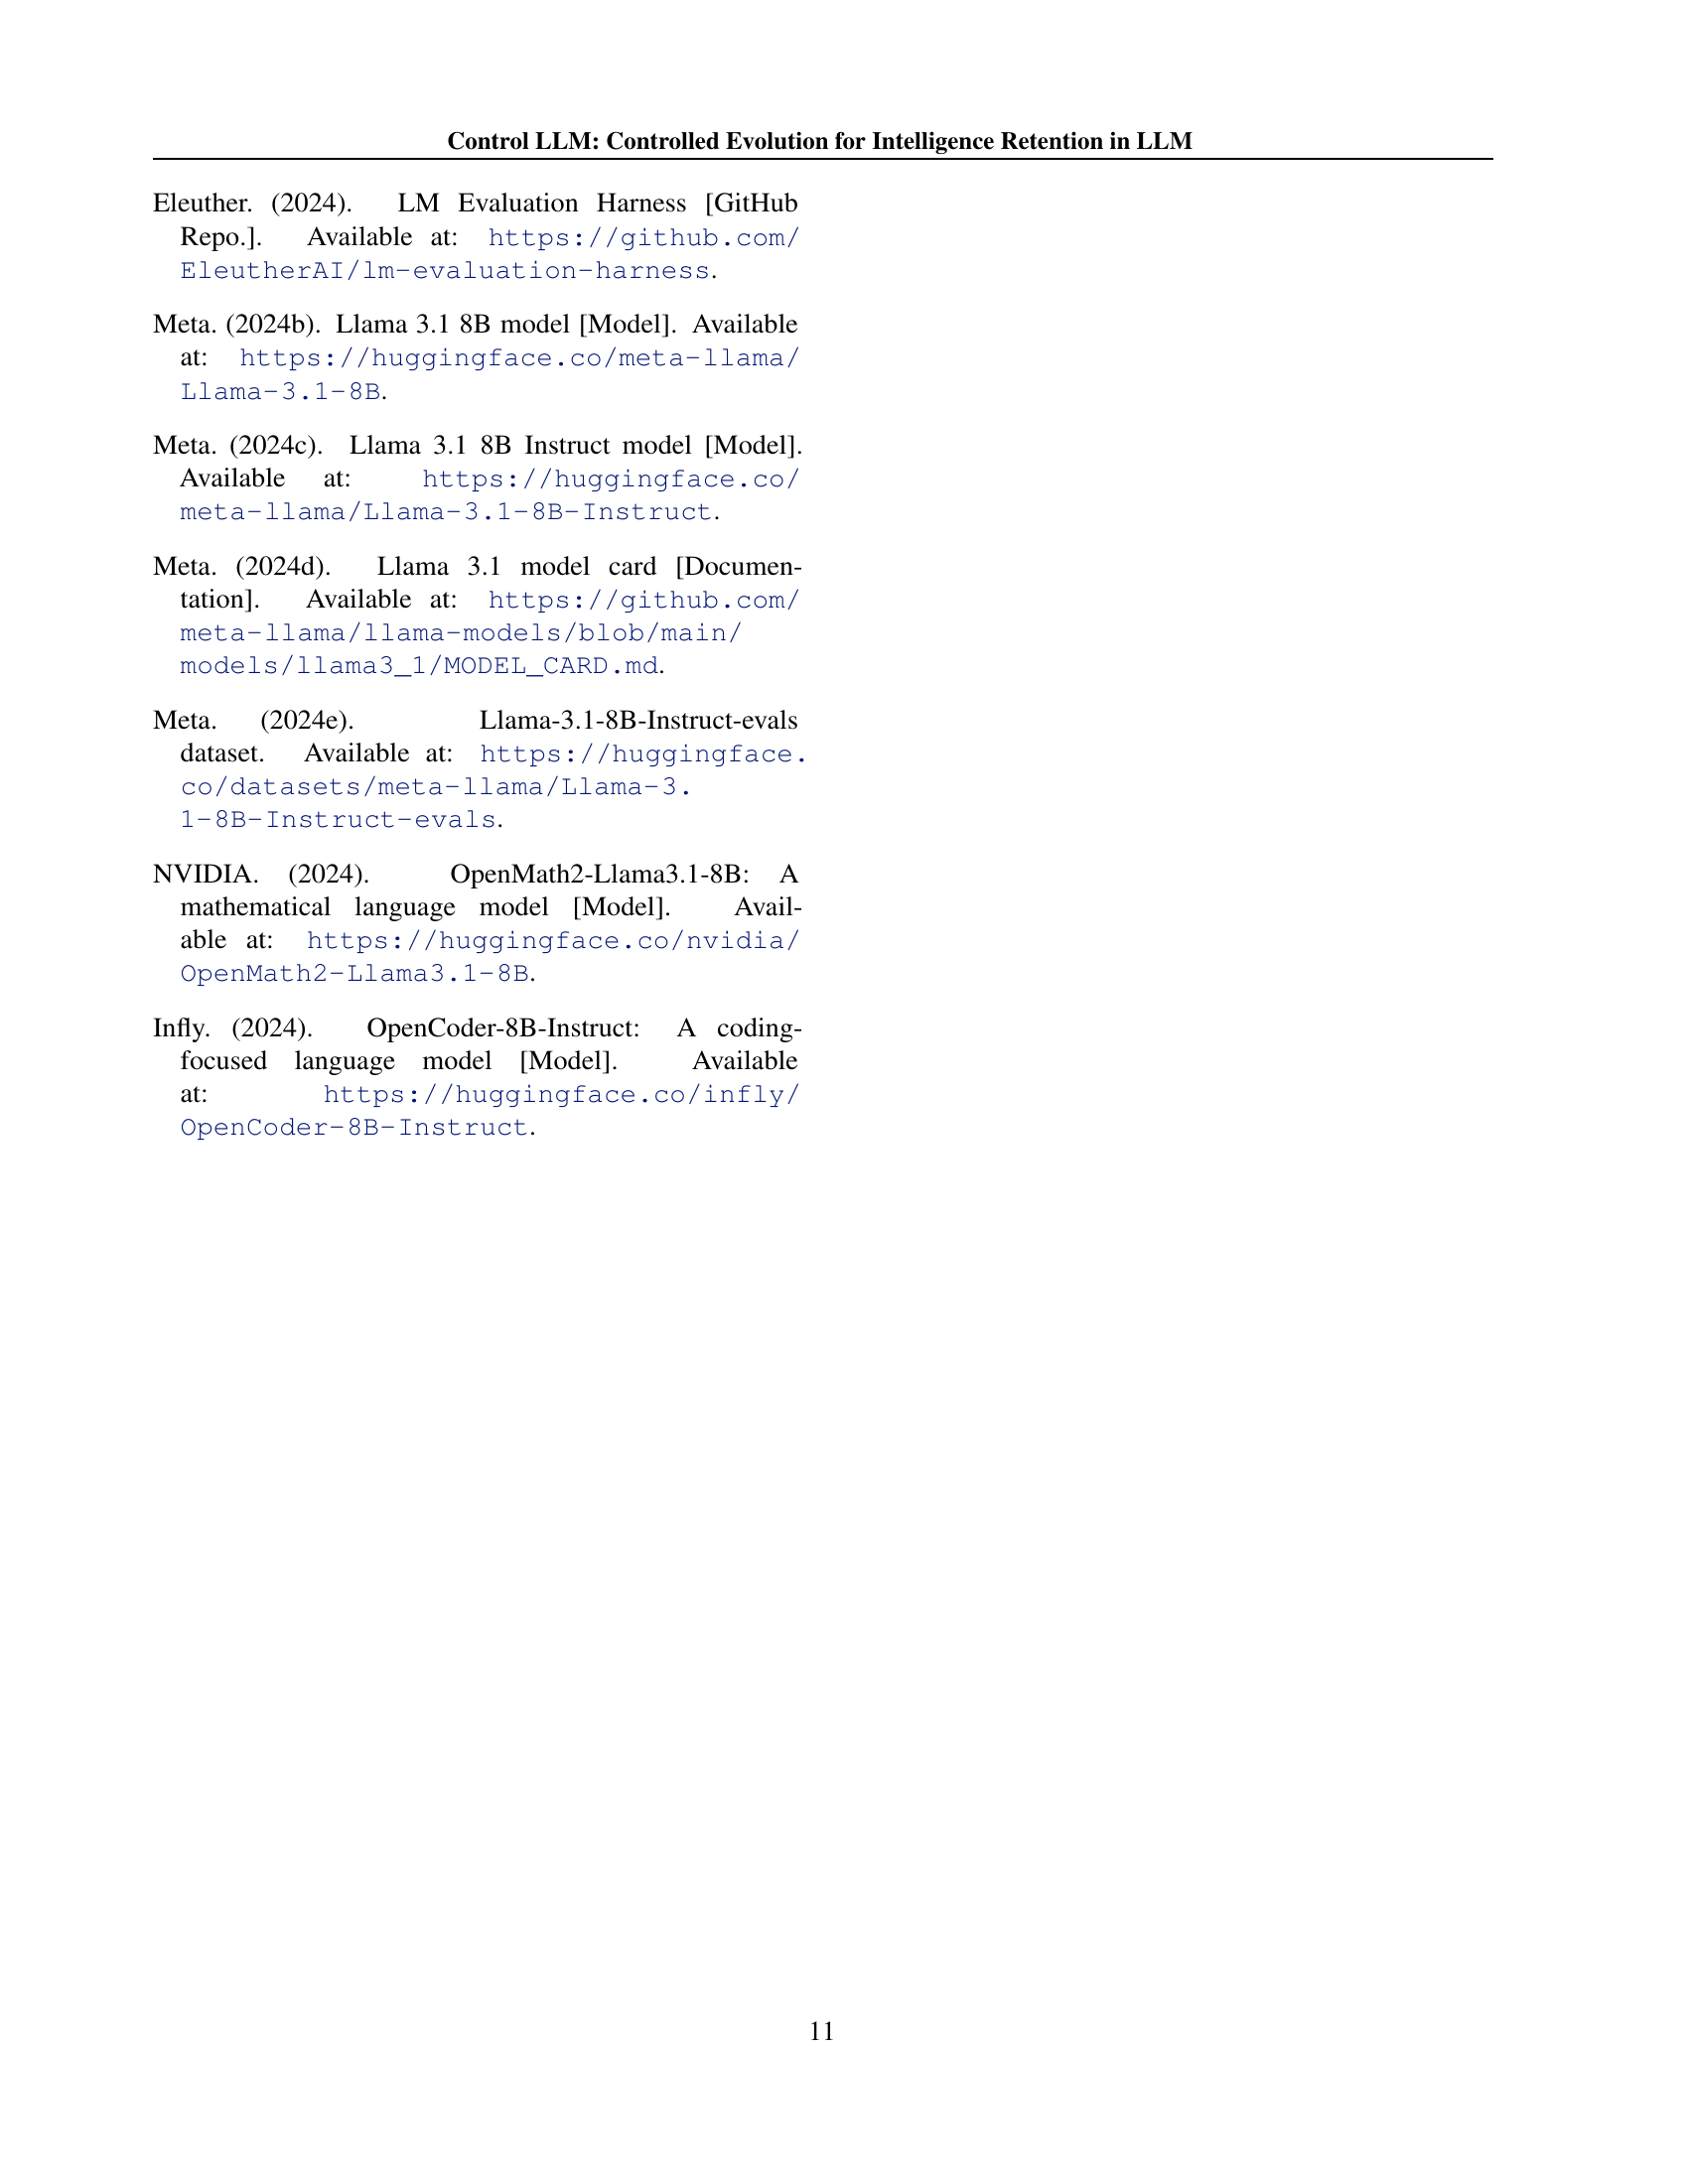 Control LLM: Controlled Evolution for Intelligence Retention in LLM
Eleuther. (2024). LM Evaluation Harness [GitHub
Repo.]. Available at: https://github.com/
EleutherAI/lm-evaluation-harness.
Meta. (2024b). Llama 3.1 8B model [Model]. Available
at: https://huggingface.co/meta-llama/
Llama-3.1-8B.
Meta. (2024c). Llama 3.1 8B Instruct model [Model].
Available at: https://huggingface.co/
meta-llama/Llama-3.1-8B-Instruct.
Meta. (2024d). Llama 3.1 model card [Documen-
tation]. Available at: https://github.com/
meta-llama/llama-models/blob/main/
models/llama3_1/MODEL_CARD.md.
Meta. (2024e). Llama-3.1-8B-Instruct-evals
dataset. Available at: https://huggingface.
co/datasets/meta-llama/Llama-3.
1-8B-Instruct-evals.
NVIDIA. (2024). OpenMath2-Llama3.1-8B: A
mathematical language model [Model]. Avail-
able at: https://huggingface.co/nvidia/
OpenMath2-Llama3.1-8B.
Infly. (2024). OpenCoder-8B-Instruct: A coding-
focused language model [Model]. Available
at: https://huggingface.co/infly/
OpenCoder-8B-Instruct.
11